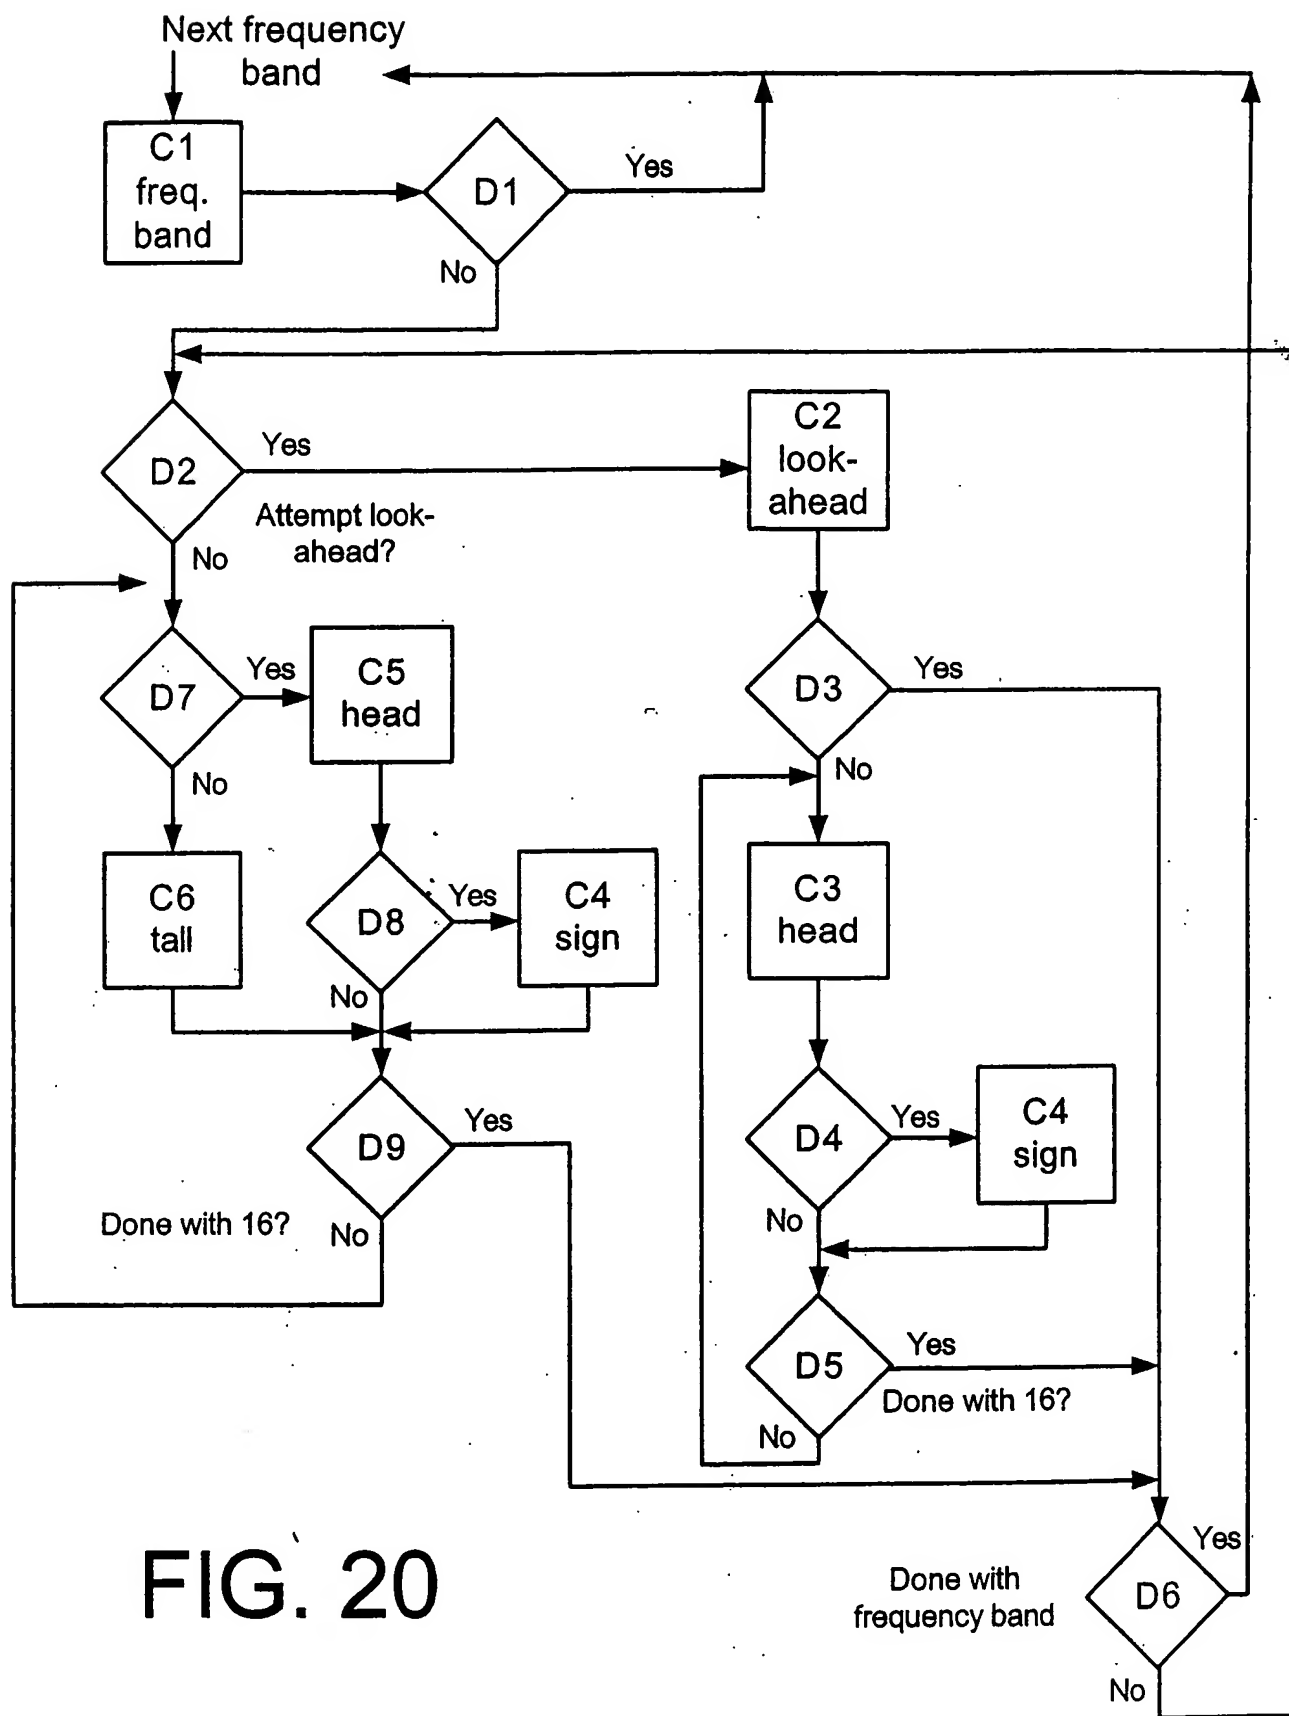 Next frequency
band
C1
freq.
band
D1
Yes
No
D2
Yes
Attempt look-
ahead?
No
C2
look-
ahead
D7
Yes
No
C5
head
D3
Yes
No
C6
tall
D8
Yes
No
C4
sign
C3
head
D9
Yes
No
Done with 16?
D4
Yes
No
C4
sign
D5
Yes
Done with 16?
No
D6
Yes
Done with
frequency band
No
FIG. 20